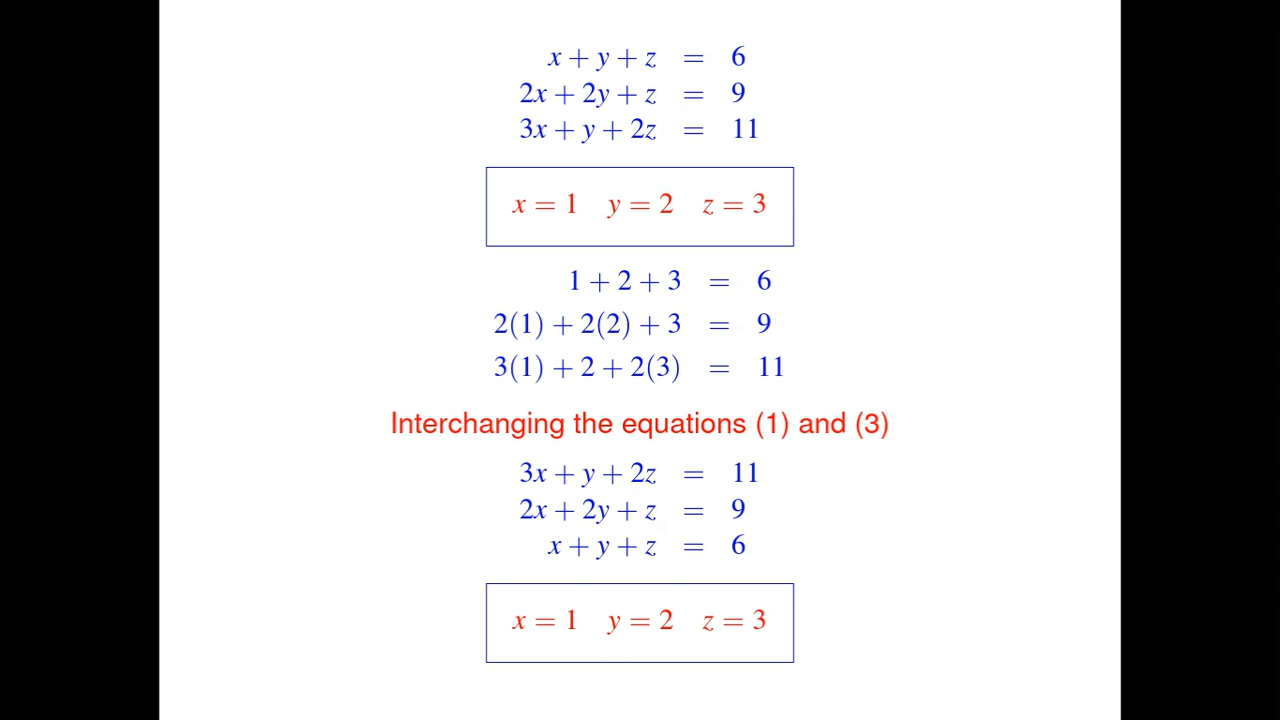 x + y + z = 6
2x + 2y + z = 9
3x + y + 2z = 11
x = 1 y = 2 z = 3
1 + 2 + 3 = 6
2(1) + 2(2) + 3 = 9
3(1) + 2 + 2(3) = 11
Interchanging the equations (1) and (3)
3x + y + 2z = 11
2x + 2y + z = 9
x + y + z = 6
x = 1 y = 2 z = 3